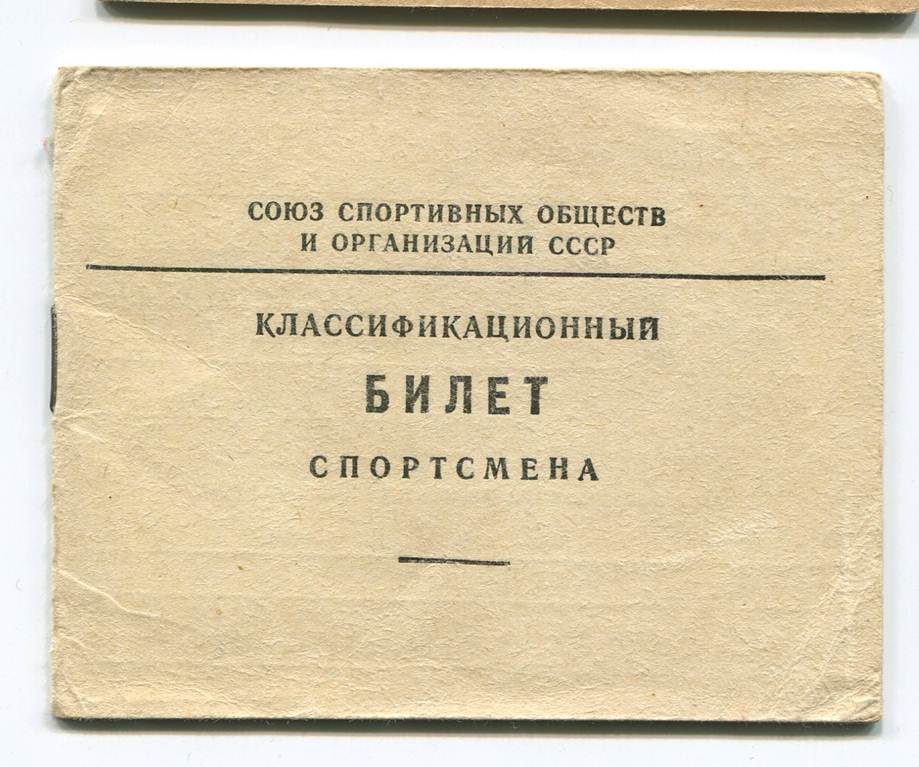 СОЮЗ СПОРТИВНЫХ ОБЩЕСТВ
И ОРГАНИЗАЦИЙ СССР
КЛАССИФИКАЦИОННЫЙ
БИЛЕТ
СПОРТСМЕНА